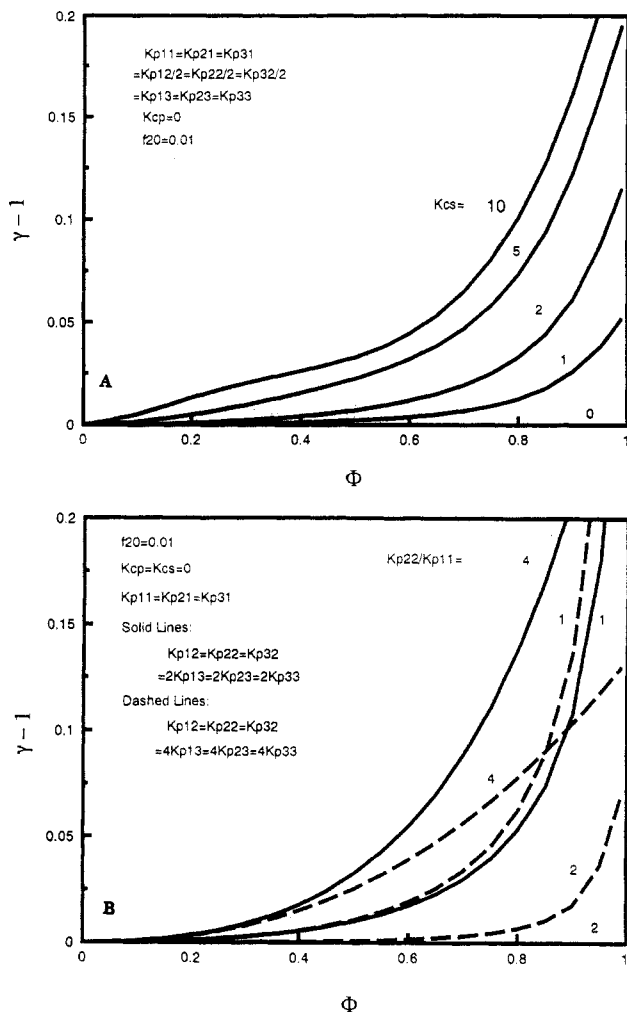 0.2
Kp11=Kp21=Kp31
=Kp12/2=Kp22/2=Kp32/2
=Kp13=Kp23=Kp33
Kcp=0
f20=0.01
0.15
γ – 1
0.1
Kcs= 10
5
2
0.05
1
A
0
0
0 0.2 0.4 0.6 0.8 1
Φ
0.2
f20=0.01
Kp22/Kp11= 4
Kcp=Kcs=0
Kp11=Kp21=Kp31
0.15
1 1
Solid Lines:
Kp12=Kp22=Kp32
=2Kp13=2Kp23=2Kp33
Dashed Lines:
γ – 1
0.1
Kp12=Kp22=Kp32
=4Kp13=4Kp23=4Kp33
4
0.05
2
B
2
0
0 0.2 0.4 0.6 0.8 1
Φ